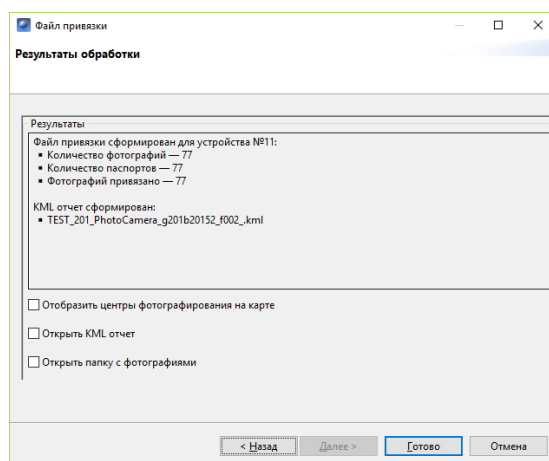 Файл привязки
Результаты обработки
Результаты
Файл привязки сформирован для устройства №11:
▪ Количество фотографий — 77
▪ Количество паспортов — 77
▪ Фотографий привязано — 77
KML отчет сформирован:
▪ TEST_201_PhotoCamera_g201b20152_f002_.kml
Отобразить центры фотографирования на карте
Открыть KML отчет
Открыть папку с фотографиями
< Назад Далее > Готово Отмена